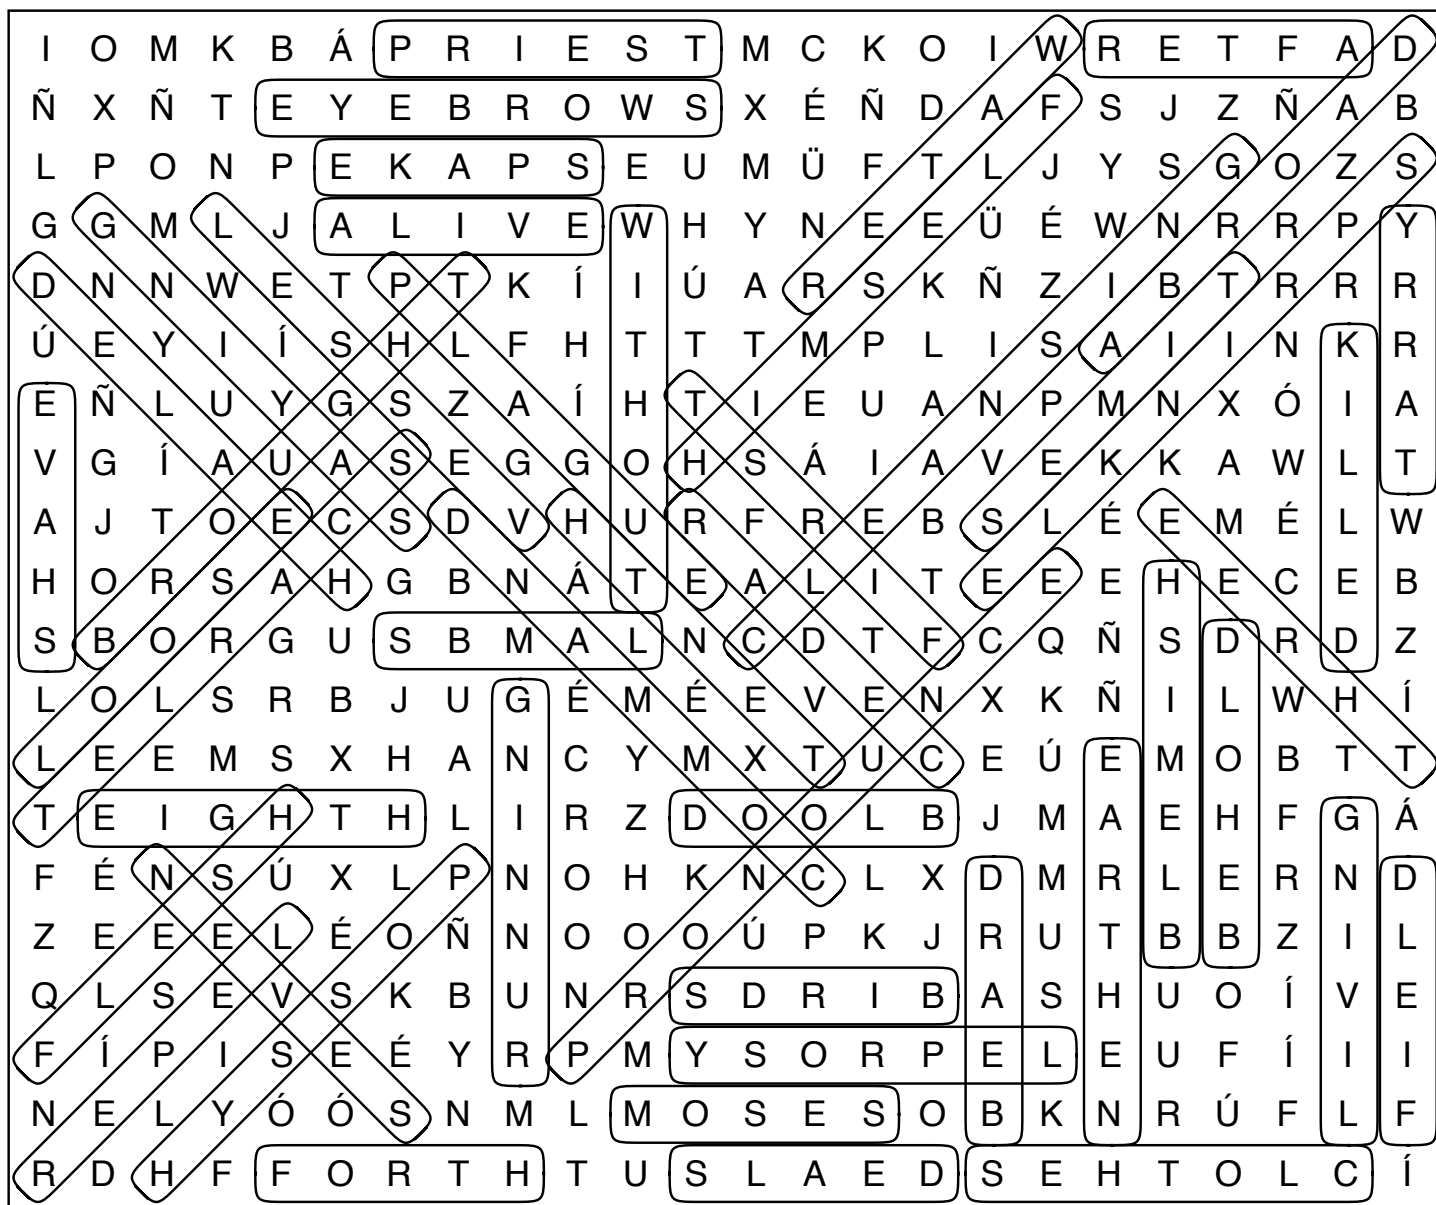 I O M K B Á P R I E S T M C K O I W R E T F A D
Ñ X Ñ T E Y E B R O W S X É Ñ D A F S J Z Ñ A B
L P O N P E K A P S E U M Ü F T L J Y S G O Z S
G G M L J A L I V E W H Y N E E Ü É W N R R P Y
D N N W E T P T K Í I Ú A R S K Ñ Z I B T R R R
Ú E Y I Í S H L F H T T T M P L I S A I I N K R
E Ñ L U Y G S Z A Í H T I E U A N P M N X Ó I A
V G Í A U A S E G G O H S Á I A V E K K A W L T
A J T O E C S D V H U R F R E B S L É E M É L W
H O R S A H G B N Á T E A L I T E E E H E C E B
S B O R G U S B M A L N C D T F C Q Ñ S D R D Z
L O L S R B J U G É M É E V E N X K Ñ I L W H Í
L E E M S X H A N C Y M X T U C E Ú E M O B T T
T E I G H T H L I R Z D O O L B J M A E H F G Á
F É N S Ú X L P N O H K N C L X D M R L E R N D
Z E E E L É O Ñ N O O O Ú P K J R U T B B Z I L
Q L S E V S K B U N R S D R I B A S H U O Í V E
F Í P I S E É Y R P M Y S O R P E L E U F Í I I
N E L Y Ó Ó S N M L M O S E S O B K N R Ú F L F
R D H F F O R T H T U S L A E D S E H T O L C Í